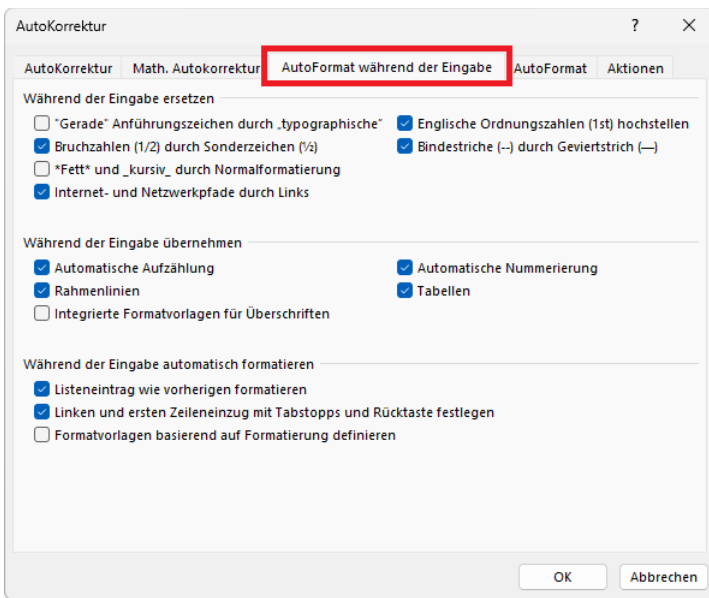 AutoKorrektur ?
AutoKorrektur Math. Autokorrektur AutoFormat während der Eingabe AutoFormat Aktionen
Während der Eingabe ersetzen
"Gerade" Anführungszeichen durch „typographische“ Englische Ordnungszahlen (1st) hochstellen
Bruchzahlen (1/2) durch Sonderzeichen (½) Bindestriche (--) durch Geviertstrich (—)
*Fett* und _kursiv_ durch Normalformatierung
Internet- und Netzwerkpfade durch Links
Während der Eingabe übernehmen
Automatische Aufzählung Automatische Nummerierung
Rahmenlinien Tabellen
Integrierte Formatvorlagen für Überschriften
Während der Eingabe automatisch formatieren
Listeneintrag wie vorherigen formatieren
Linken und ersten Zeileneinzug mit Tabstopps und Rücktaste festlegen
Formatvorlagen basierend auf Formatierung definieren
OK Abbrechen